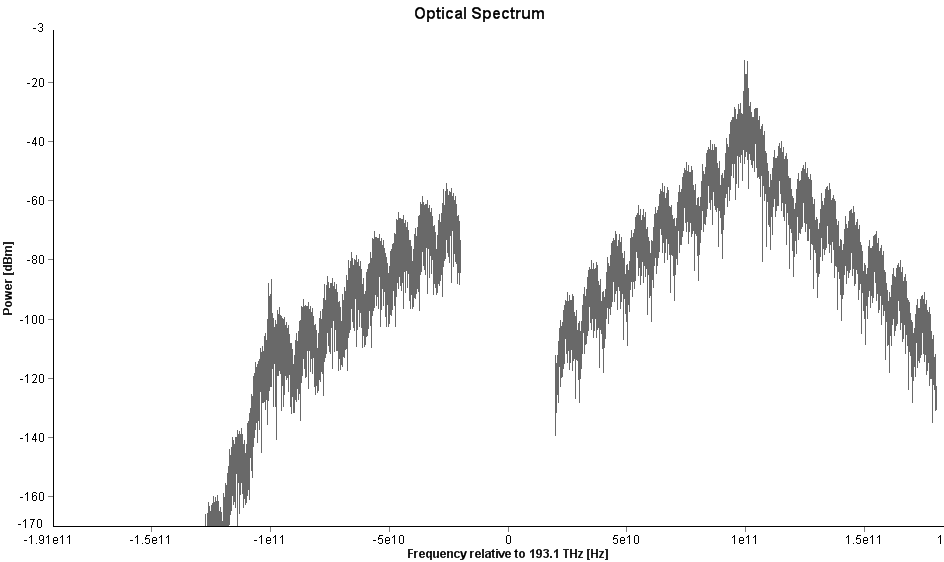 Optical Spectrum
-3
-20
-40
-60
-80
-100
-120
-140
-160
-170
Power [dBm]
-1.91e11 -1.5e11 -1e11 -5e10 0 5e10 1e11 1.5e11 1
Frequency relative to 193.1 THz [Hz]